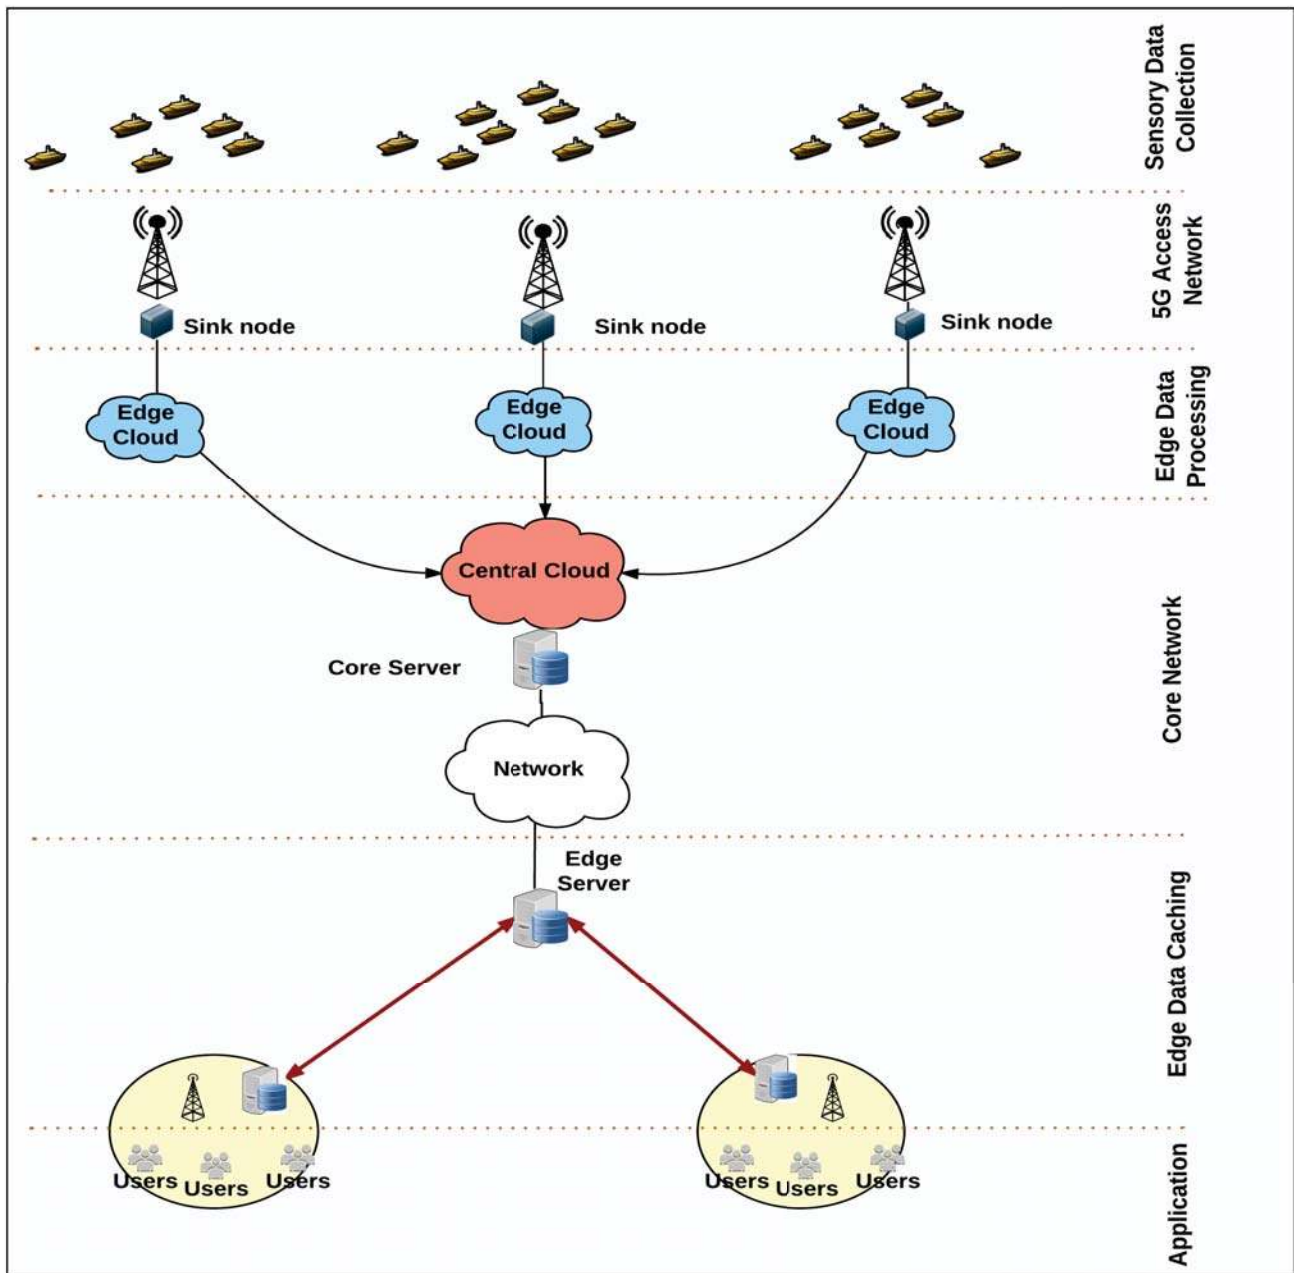 Sensory Data
Collection
5G Access
Network
Sink node
Sink node
Sink node
Edge Data
Processing
Edge
Cloud
Edge
Cloud
Edge
Cloud
Central Cloud
Core Server
Network
Core Network
Edge
Server
Edge Data Caching
Users
Users
Users
Users
Users
Users
Application